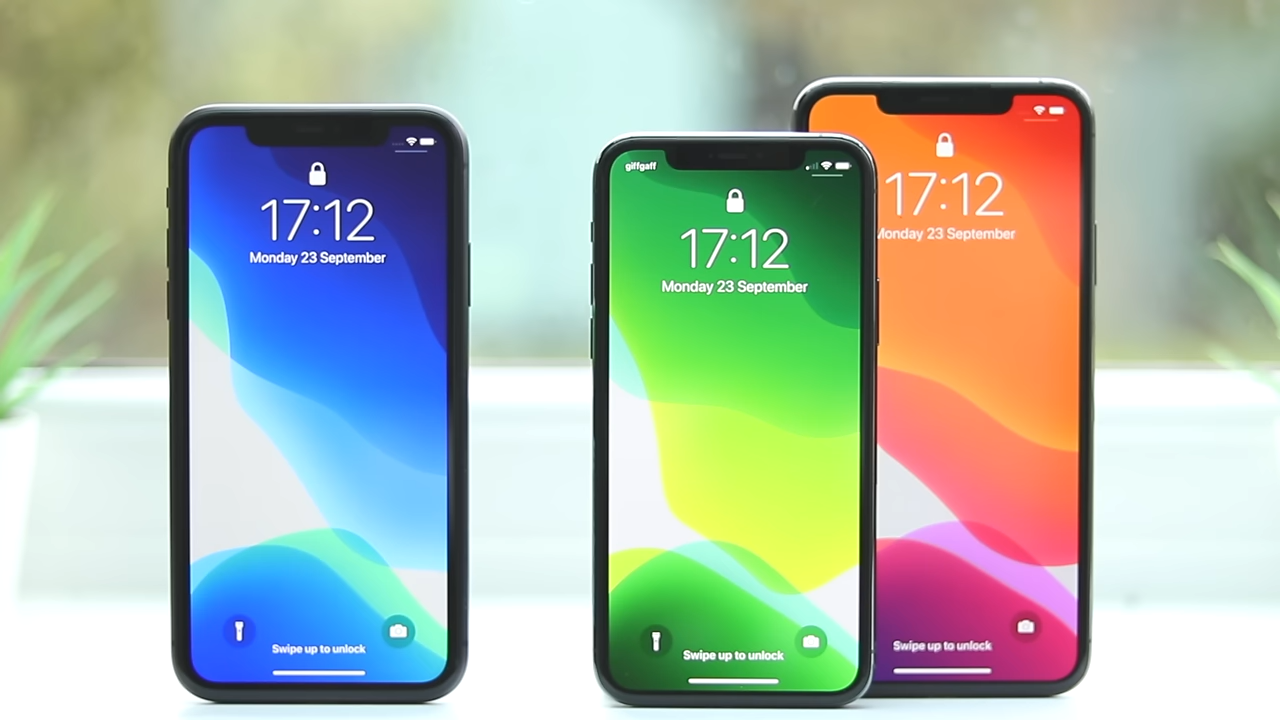 17:12
Monday 23 September
Swipe up to unlock
giffgaff
17:12
Monday 23 September
Swipe up to unlock
17:12
Monday 23 September
Swipe up to unlock